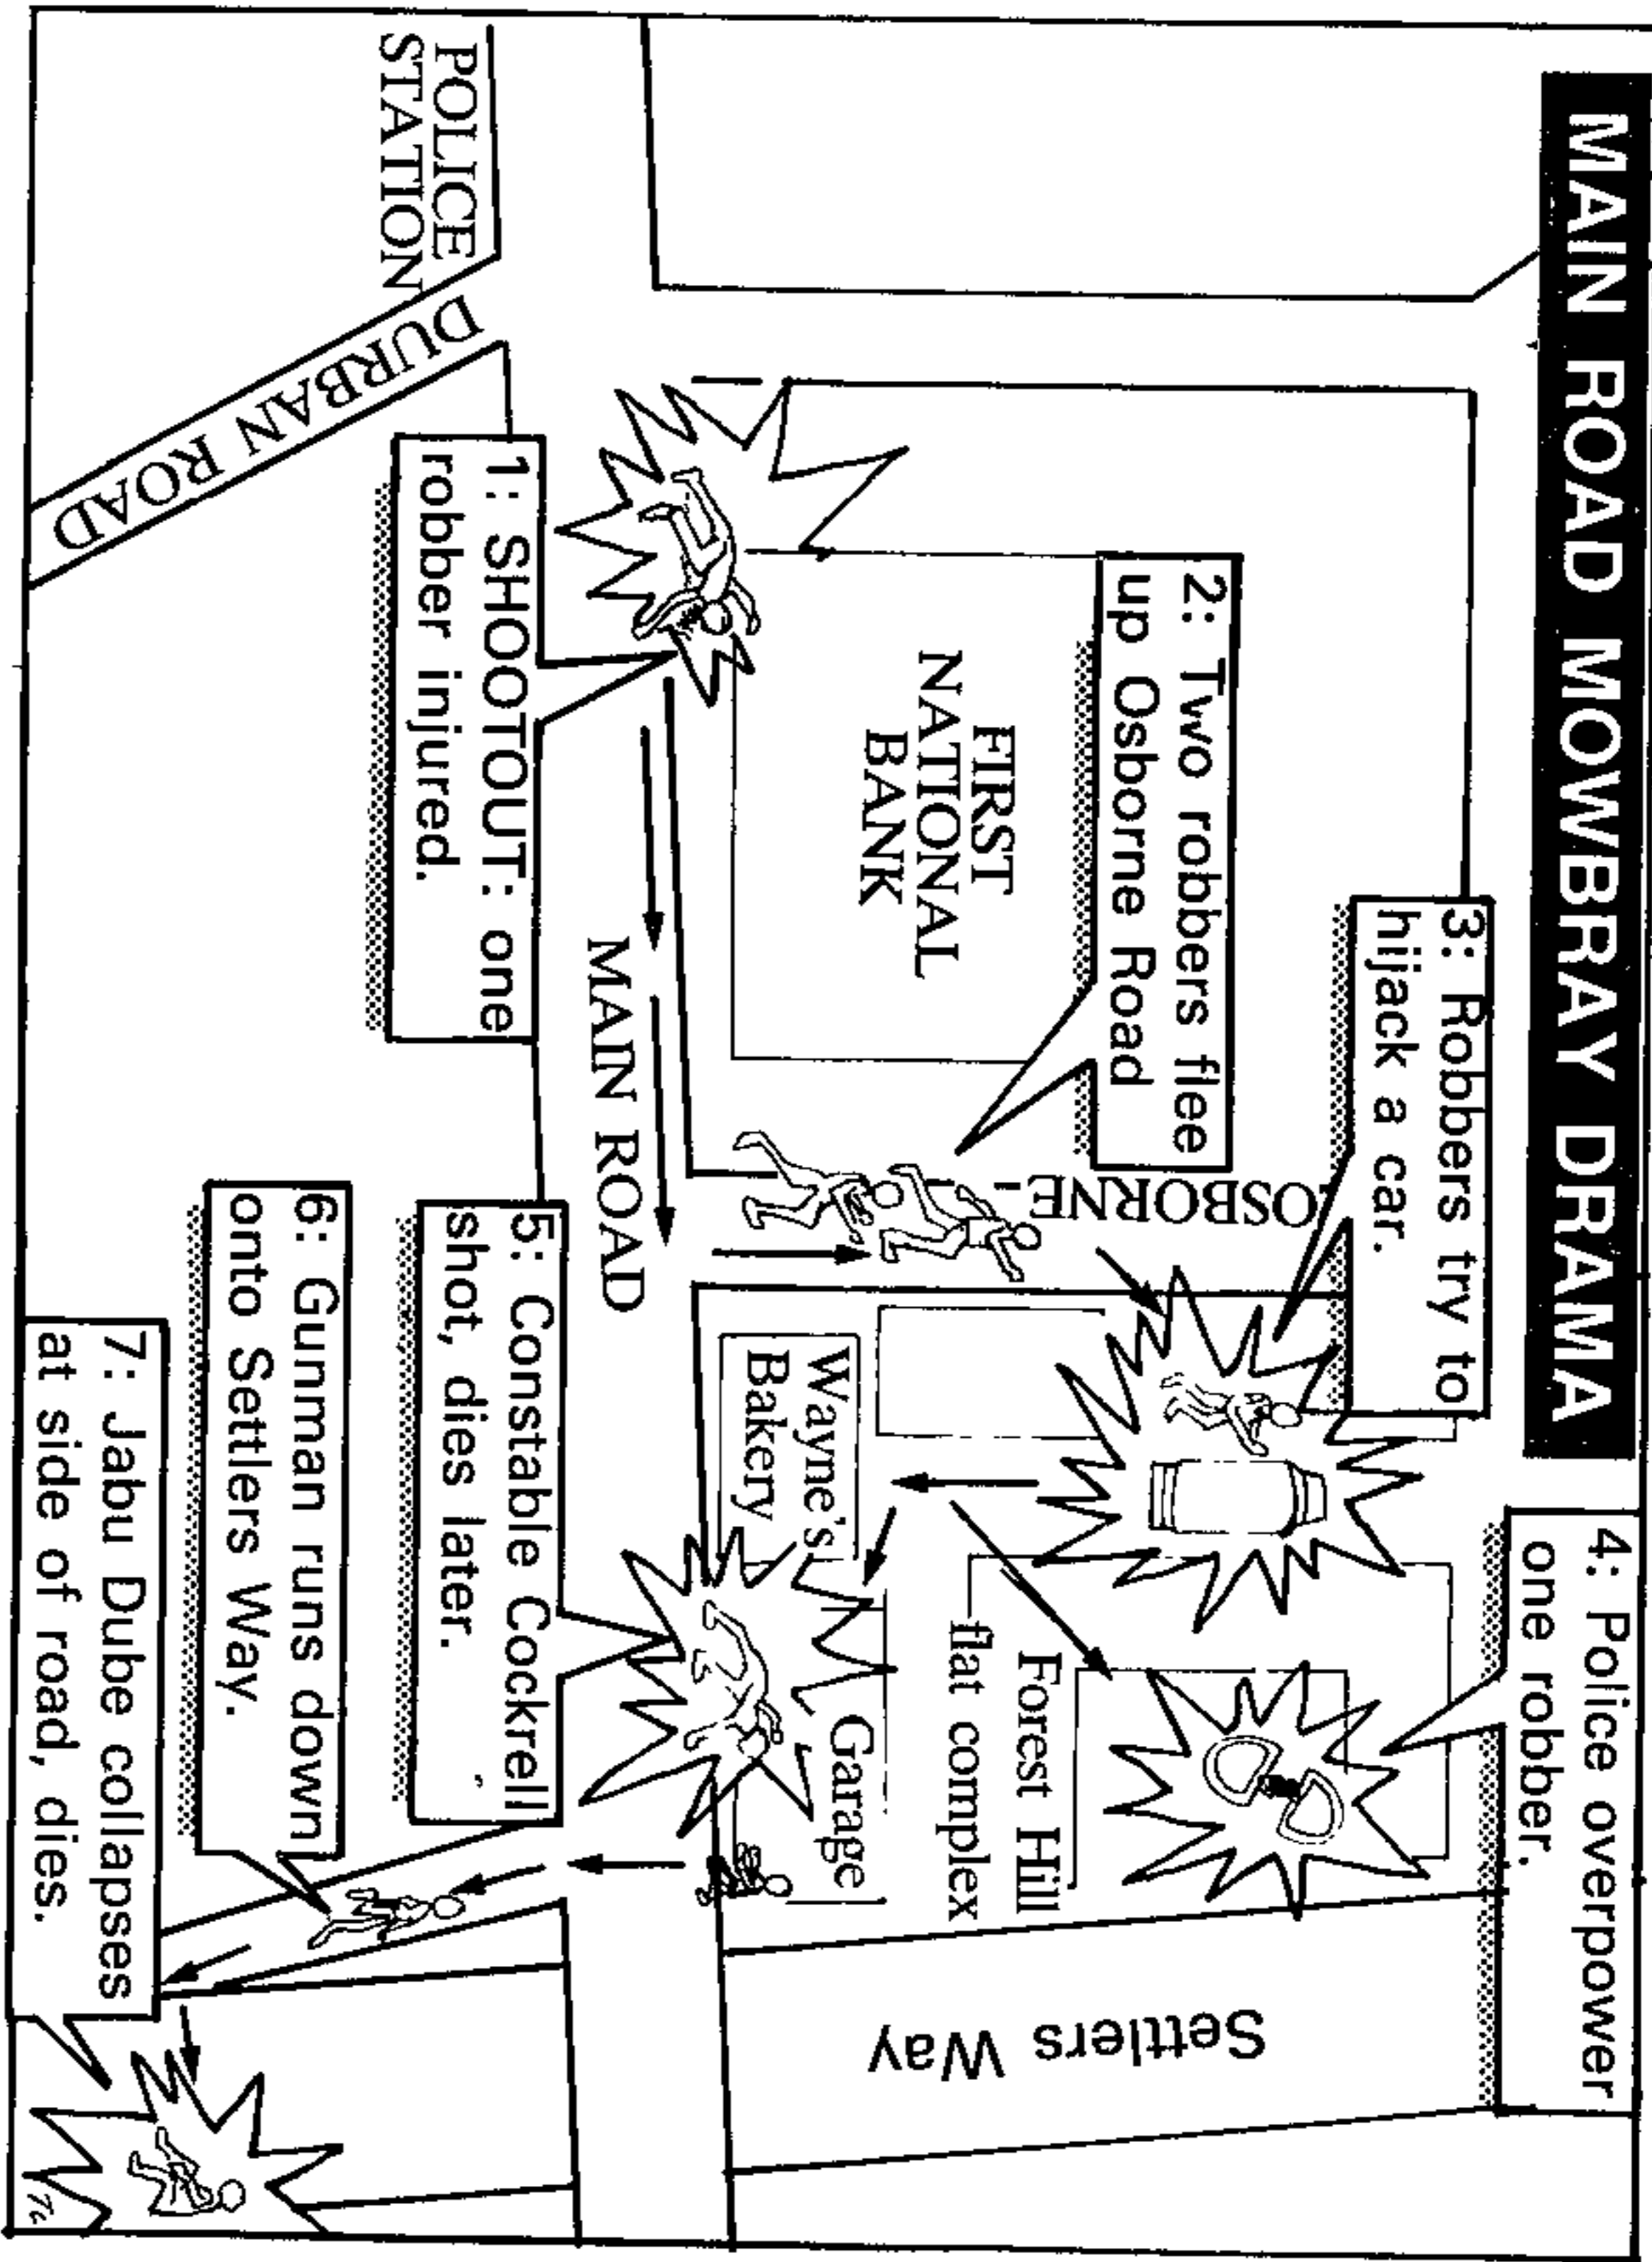 MAIN ROAD MOWBRAY DRAMA
4: Police overpower
one robber.
3: Robbers try to
hijack a car.
2: Two robbers flee
up Osborne Road
OSBORNE
FIRST
NATIONAL
BANK
Forest Hill
flat complex
Settlers Way
Wayne's
Bakery
Garage
MAIN ROAD
1: SHOOTOUT: one
robber injured.
5: Constable Cockrell
shot, dies later.
POLICE
STATION
DURBAN ROAD
6: Gunman runs down
onto Settlers Way.
7: Jabu Dube collapses
at side of road, dies.